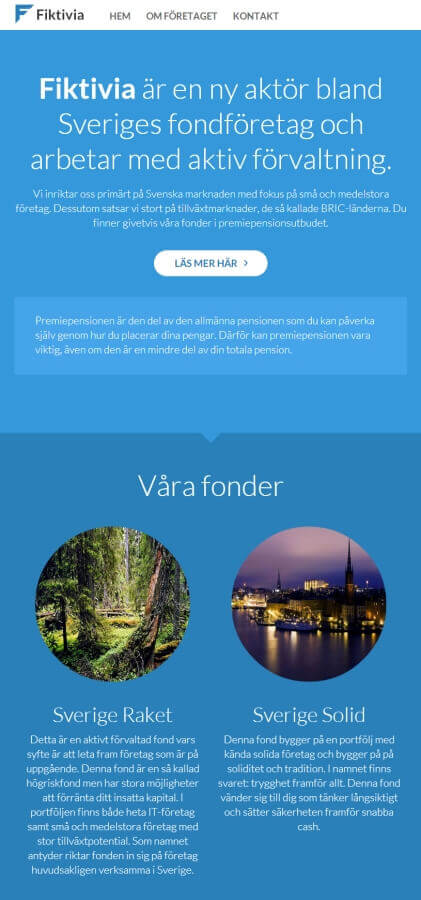 Fiktivia HEM OM FÖRETAGET KONTAKT
Fiktivia är en ny aktör bland
Sveriges fondföretag och
arbetar med aktiv förvaltning.
Vi inriktar oss primärt på Svenska marknaden med fokus på små och medelstora
företag. Dessutom satsar vi stort på tillväxtmarknader, de så kallade BRIC-länderna. Du
finner givetvis våra fonder i premiepensionsutbudet.
LÄS MER HÄR
Premiepensionen är den del av den allmänna pensionen som du kan påverka
själv genom hur du placerar dina pengar. Därför kan premiepensionen vara
viktig, även om den är en mindre del av din totala pension.
Våra fonder
Sverige Raket
Detta är en aktivt förvaltad fond vars
syfte är att leta fram företag som är på
uppgående. Denna fond är en så kallad
högriskfond men har stora möjligheter
att förränta ditt insatta kapital. I
portföljen finns både heta IT-företag
samt små och medelstora företag med
stor tillväxtpotential. Som namnet
antyder riktar fonden in sig på företag
huvudsakligen verksamma i Sverige.
Sverige Solid
Denna fond bygger på en portfölj med
kända solida företag och bygger på på
soliditet och tradition. I namnet finns
svaret: trygghet framför allt. Denna fond
vänder sig till dig som tänker långsiktigt
och sätter säkerheten framför snabba
cash.